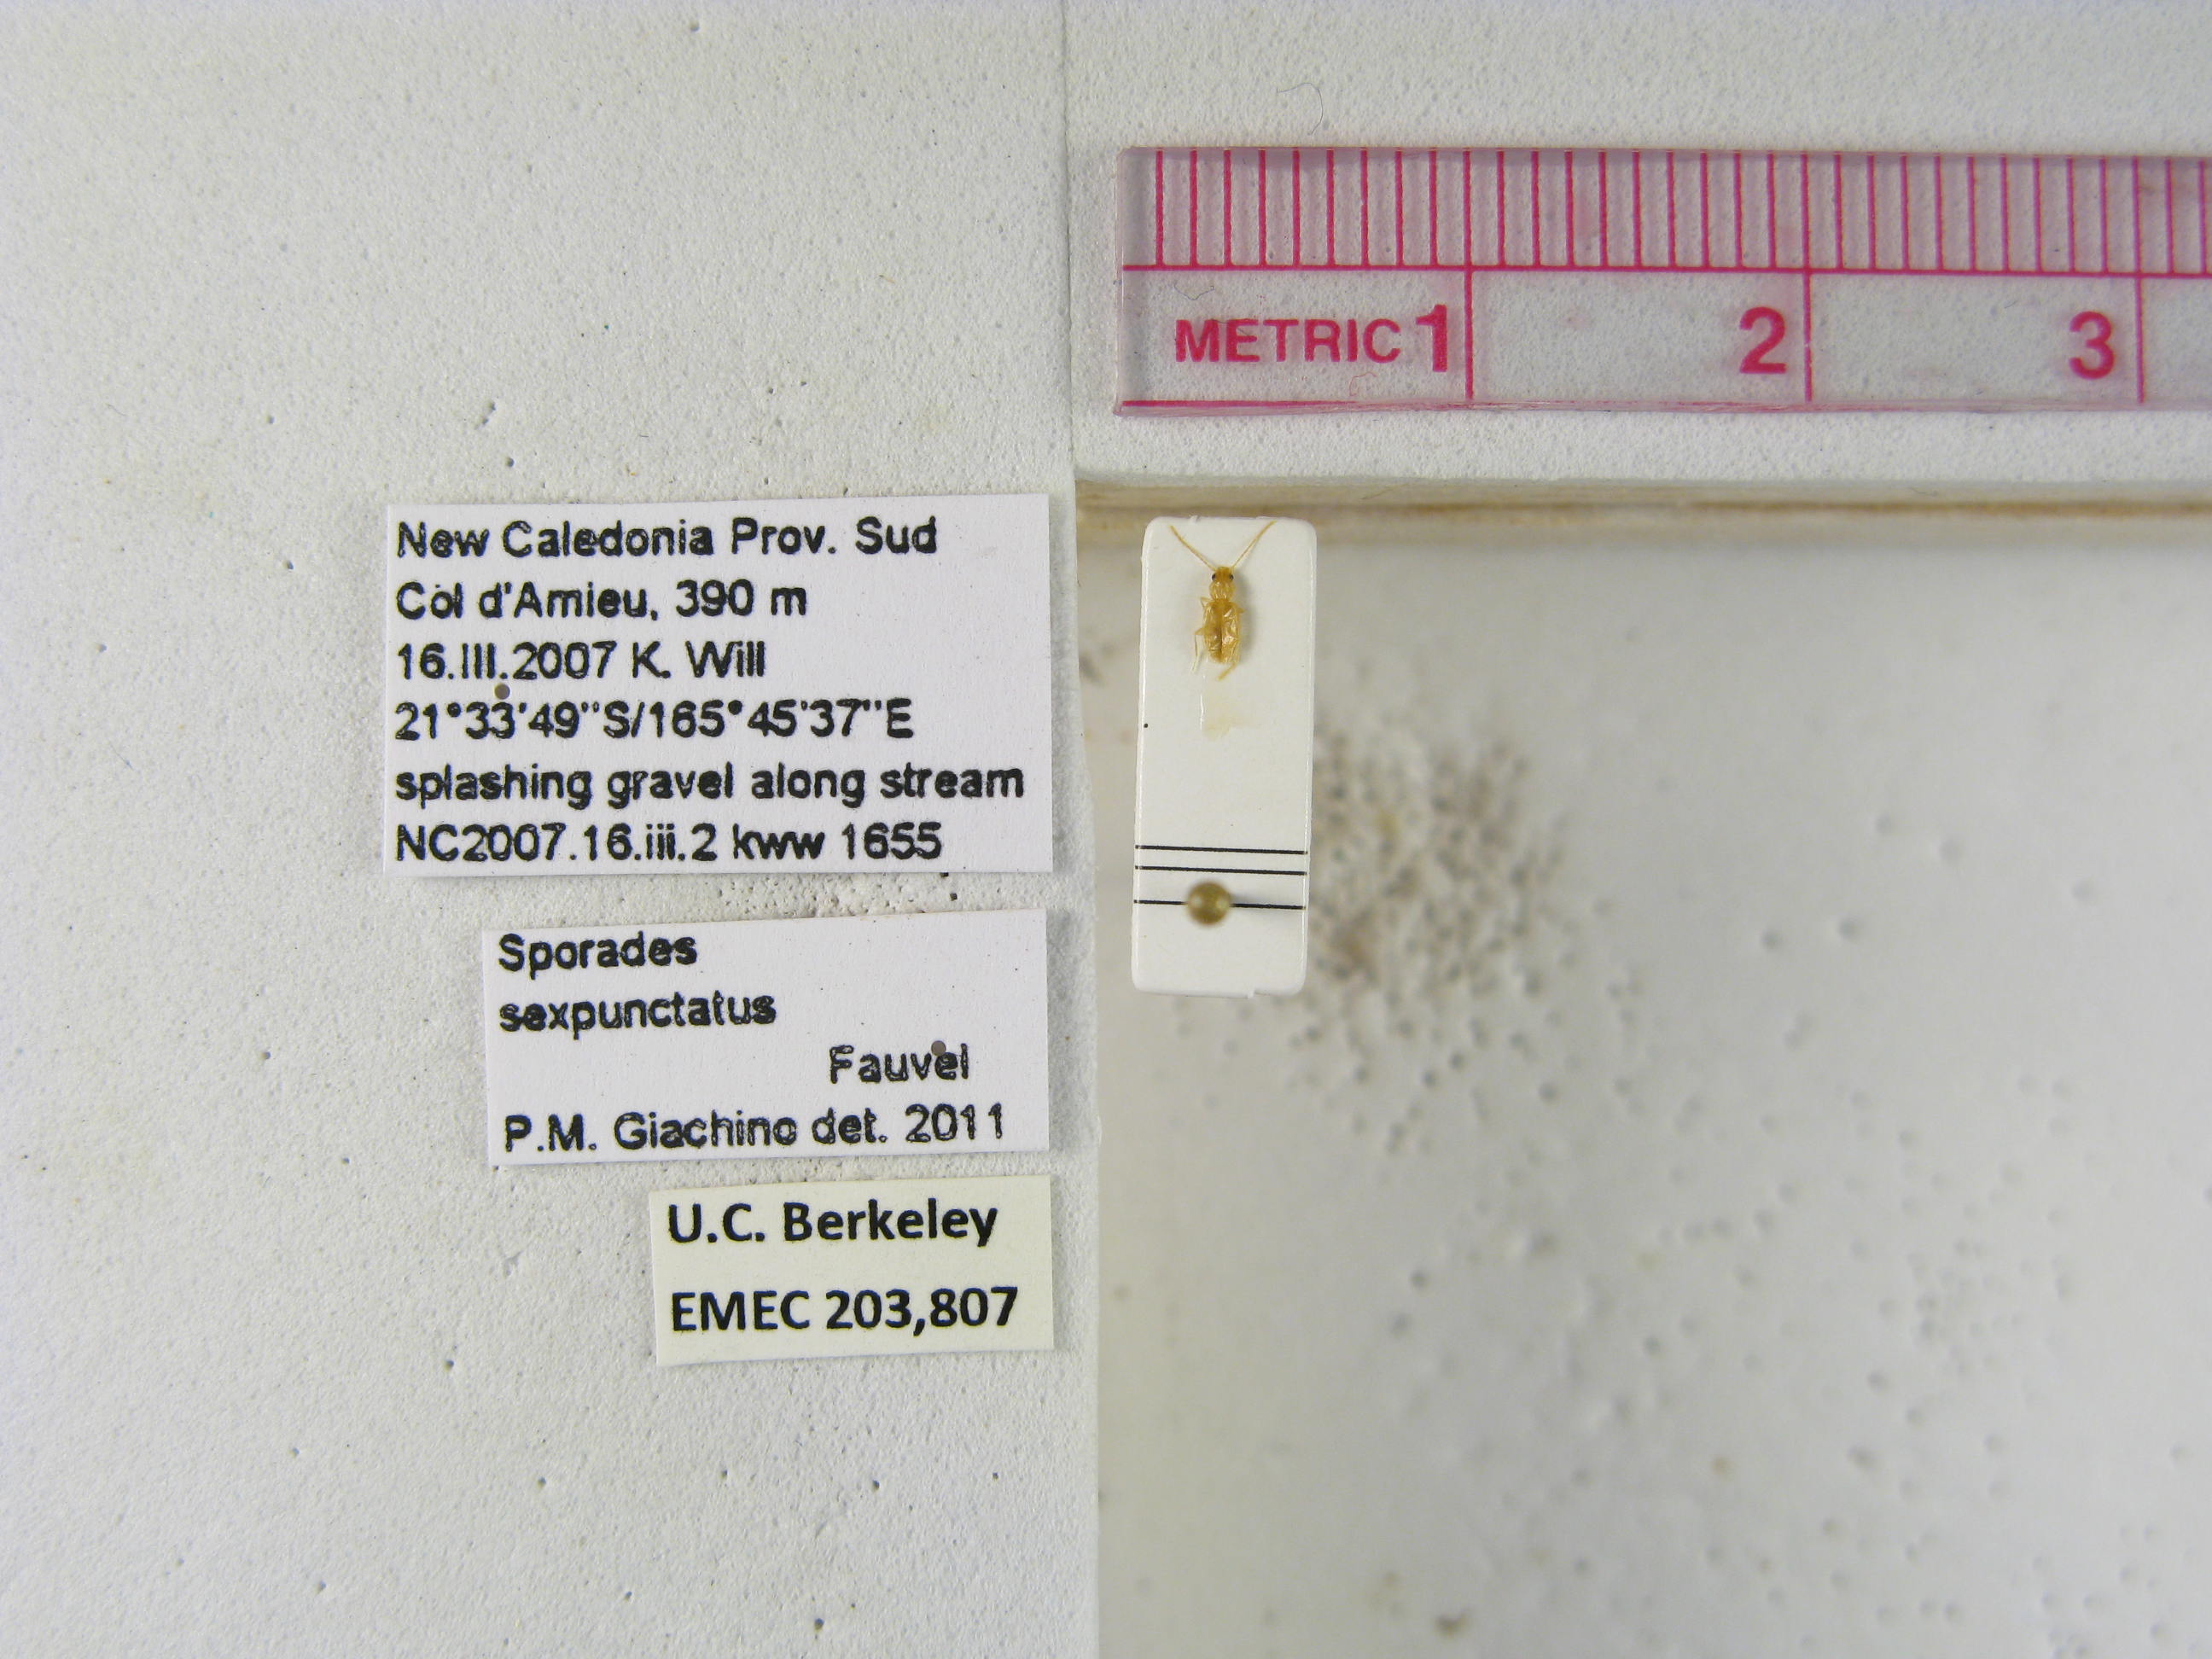 METRIC 1 2 3
New Caledonia Prov. Sud
Col d'Amieu, 390 m
16.III.2007 K. Will
21°33'49''S/165°45'37''E
splashing gravel along stream
NC2007.16.iii.2 kww 1655
Sporades
sexpunctatus
Fauvel
P.M. Giachino det. 2011
U.C. Berkeley
EMEC 203,807